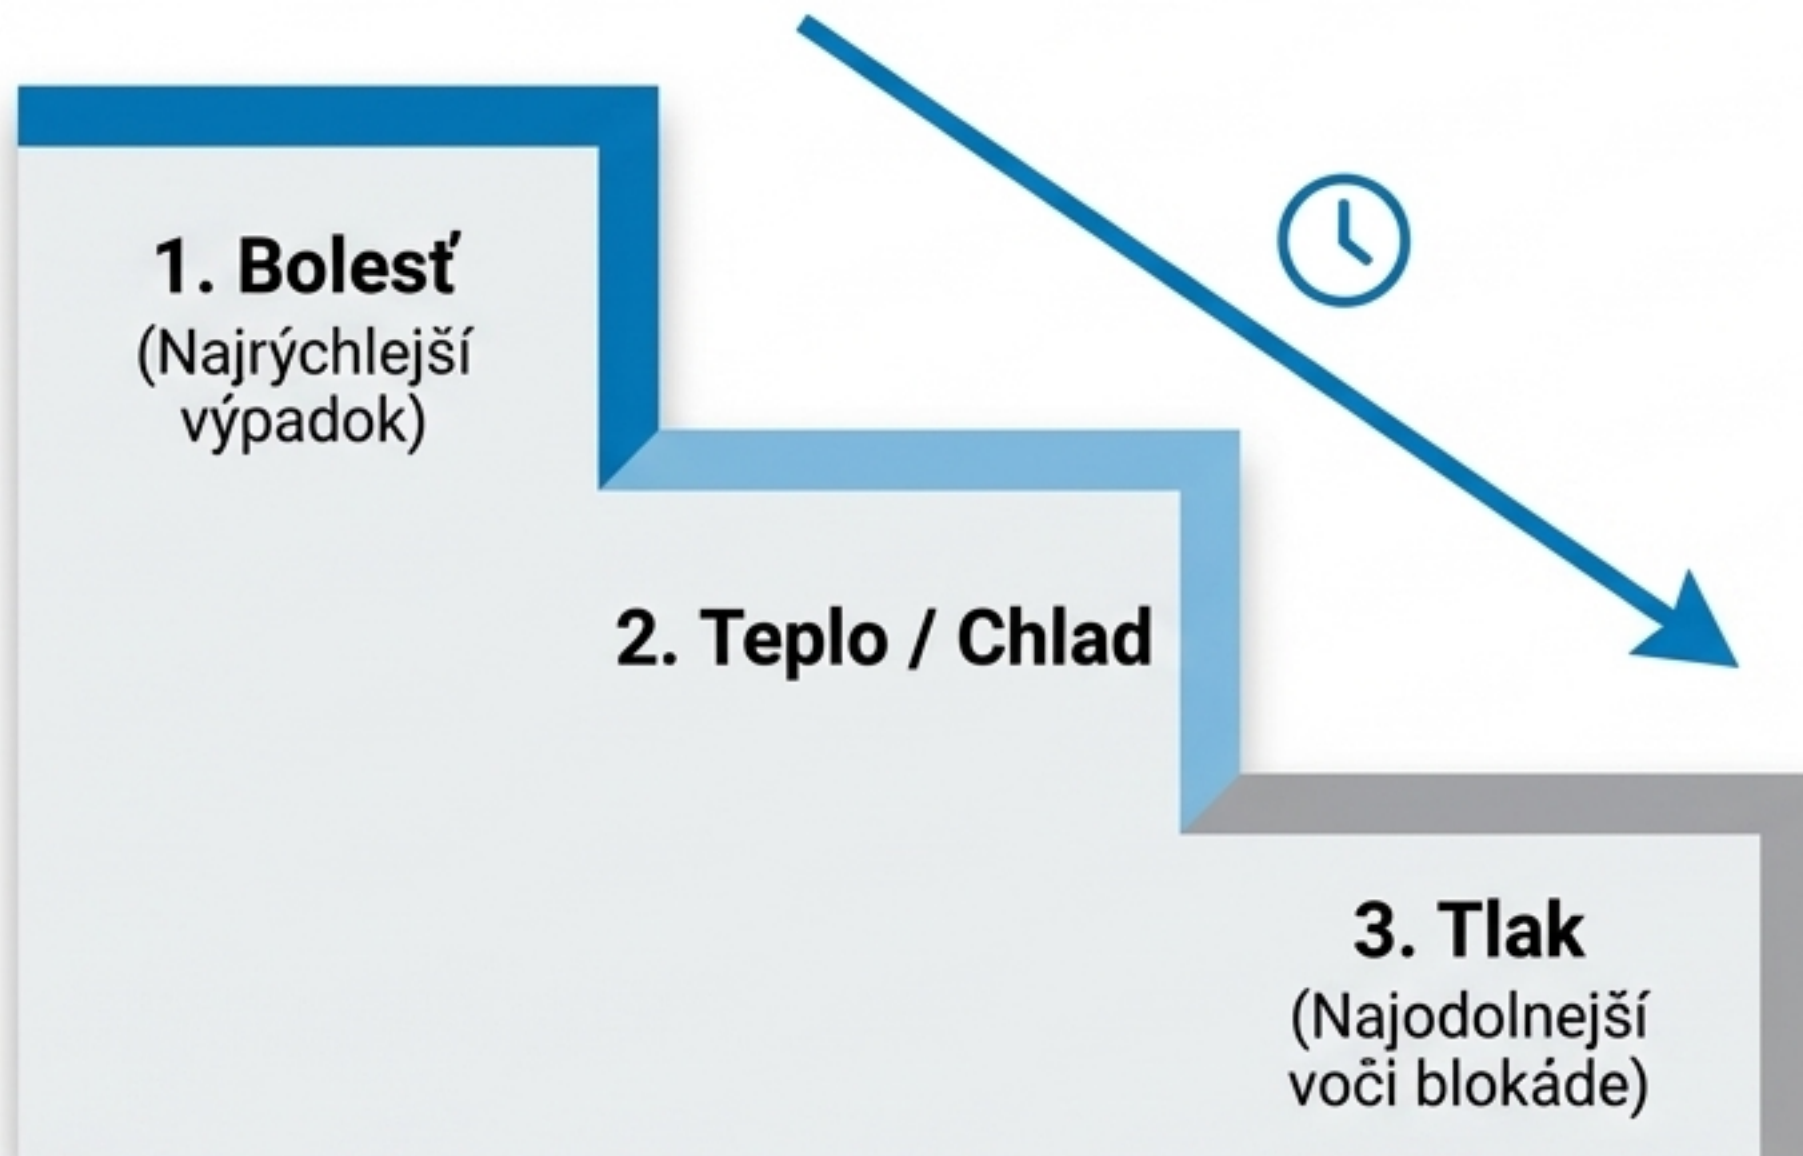 1. Bolesť
(Najrýchlejší
výpadok)
2. Teplo / Chlad
3. Tlak
(Najodolnejší
voči blokáde)